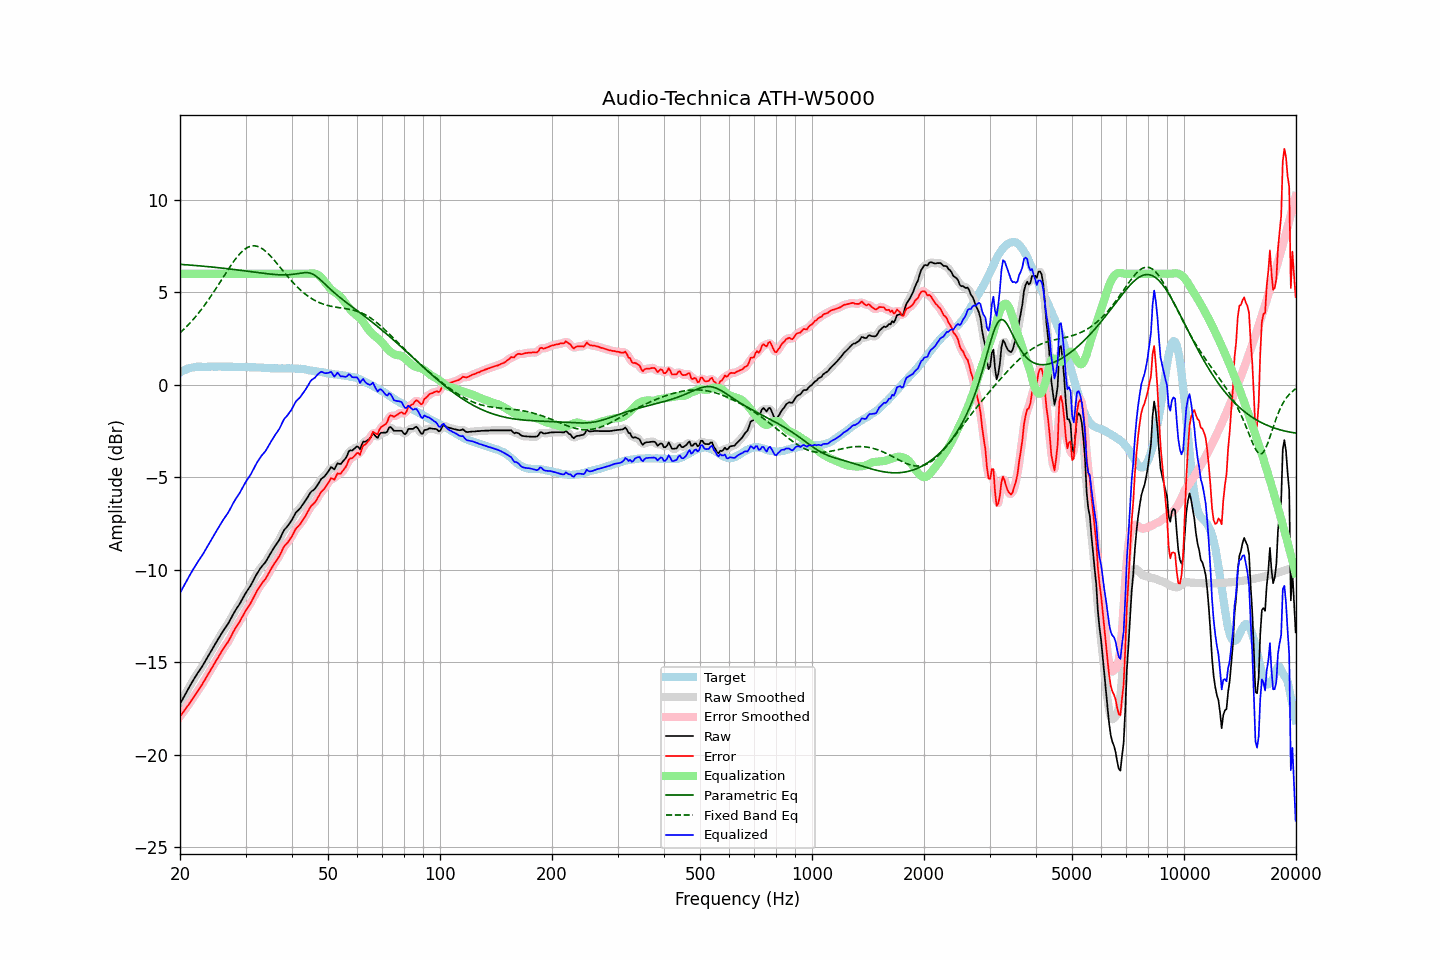 Audio-Technica ATH-W5000
Amplitude (dBr)
10
5
0
−5
−10
−15
−20
−25
Target
Raw Smoothed
Error Smoothed
Raw
Error
Equalization
Parametric Eq
Fixed Band Eq
Equalized
20
50
100
200
500
1000
2000
5000
10000
20000
Frequency (Hz)